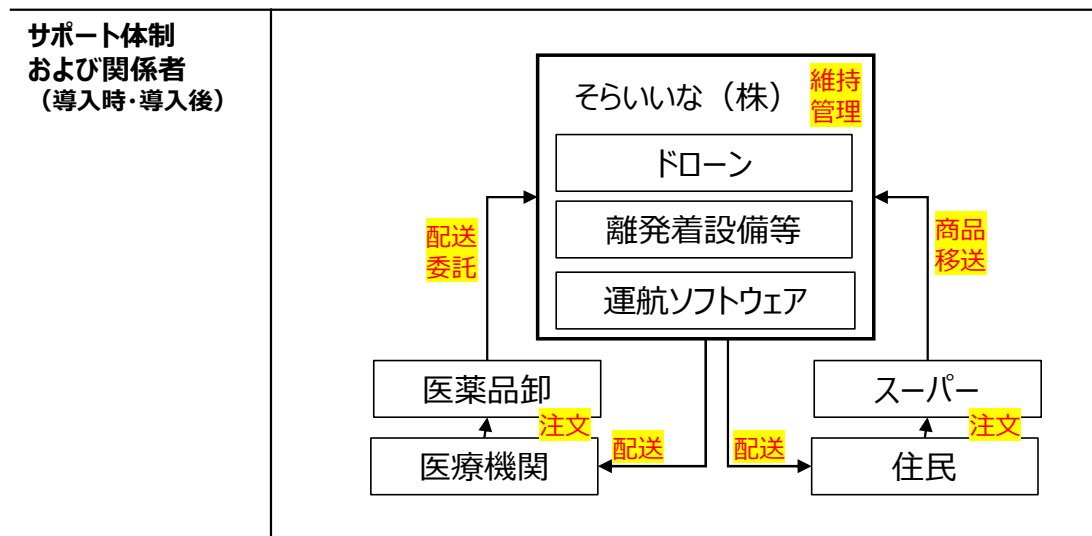 サポート体制
および関係者
（導入時・導入後）
そらいいな（株）
維持
管理
ドローン
離発着設備等
運航ソフトウェア
配送
委託
商品
移送
医薬品卸
スーパー
注文
注文
医療機関
配送
配送
住民